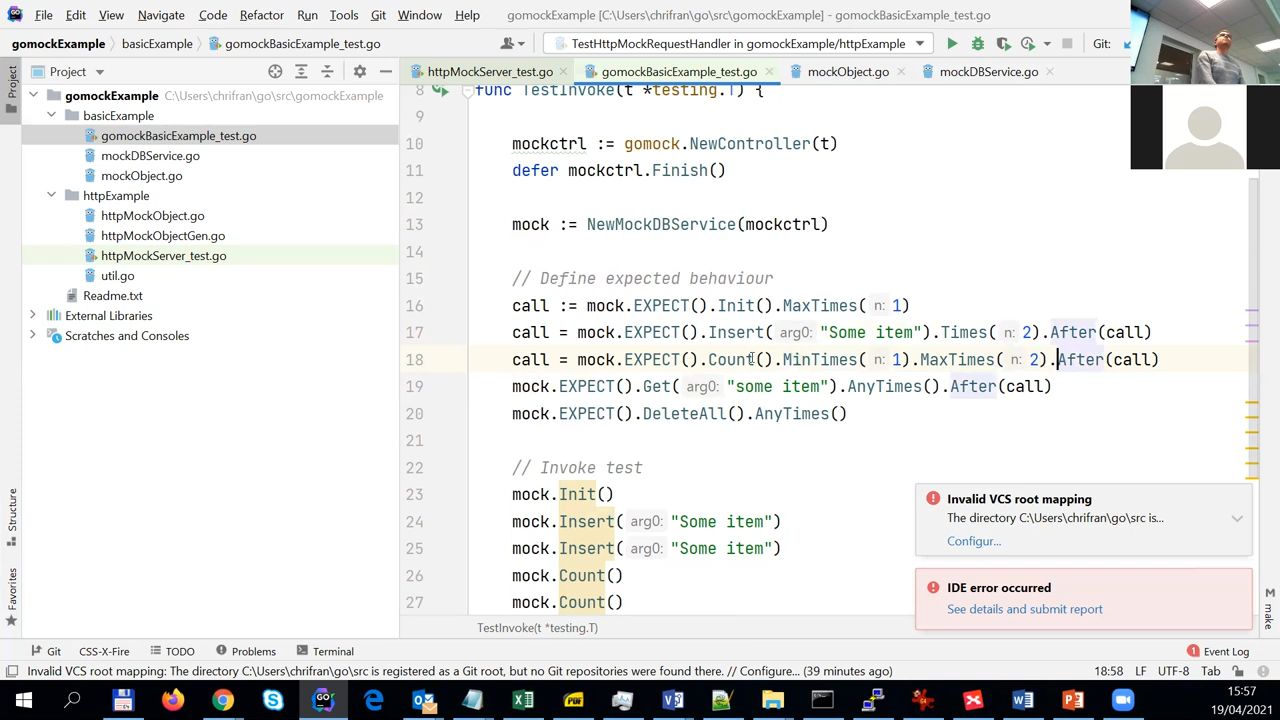 File Edit View Navigate Code Refactor Run Tools Git Window Help gomockExample [C:\Users\chrifran\go\src\gomockExample] - gomockBasicExample_test.go
gomockExample basicExample gomockBasicExample_test.go TestHttpMockRequestHandler in gomockExample/httpExample Git:
Project Project httpMockServer_test.go gomockBasicExample_test.go mockObject.go mockDBService.go
gomockExample C:\Users\chrifran\go\src\gomockExample
basicExample
gomockBasicExample_test.go
mockDBService.go
mockObject.go
httpExample
httpMockObject.go
httpMockObjectGen.go
httpMockServer_test.go
util.go
Readme.txt
External Libraries
Scratches and Consoles
8 func TestInvoke(t *testing.T) {
10 mockctrl := gomock.NewController(t)
11 defer mockctrl.Finish()
12
13 mock := NewMockDBService(mockctrl)
14
15 // Define expected behaviour
16 call := mock.EXPECT().Init().MaxTimes( n: 1)
17 call = mock.EXPECT().Insert( arg0: "Some item").Times( n: 2).After(call)
18 call = mock.EXPECT().Count().MinTimes( n: 1).MaxTimes( n: 2).After(call)
19 mock.EXPECT().Get( arg0: "some item").AnyTimes().After(call)
20 mock.EXPECT().DeleteAll().AnyTimes()
21
22 // Invoke test
23 mock.Init()
24 mock.Insert( arg0: "Some item")
25 mock.Insert( arg0: "Some item")
26 mock.Count()
27 mock.Count()
TestInvoke(t *testing.T)
Invalid VCS root mapping
The directory C:\Users\chrifran\go\src is...
Configur...
IDE error occurred
See details and submit report
Structure
Favorites
make
Git CSS-X-Fire TODO Problems Terminal 1 Event Log
Invalid VCS root mapping: The directory C:\Users\chrifran\go\src is registered as a Git root, but no Git repositories were found there. // Configure... (39 minutes ago) 18:58 LF UTF-8 Tab
15:57
19/04/2021